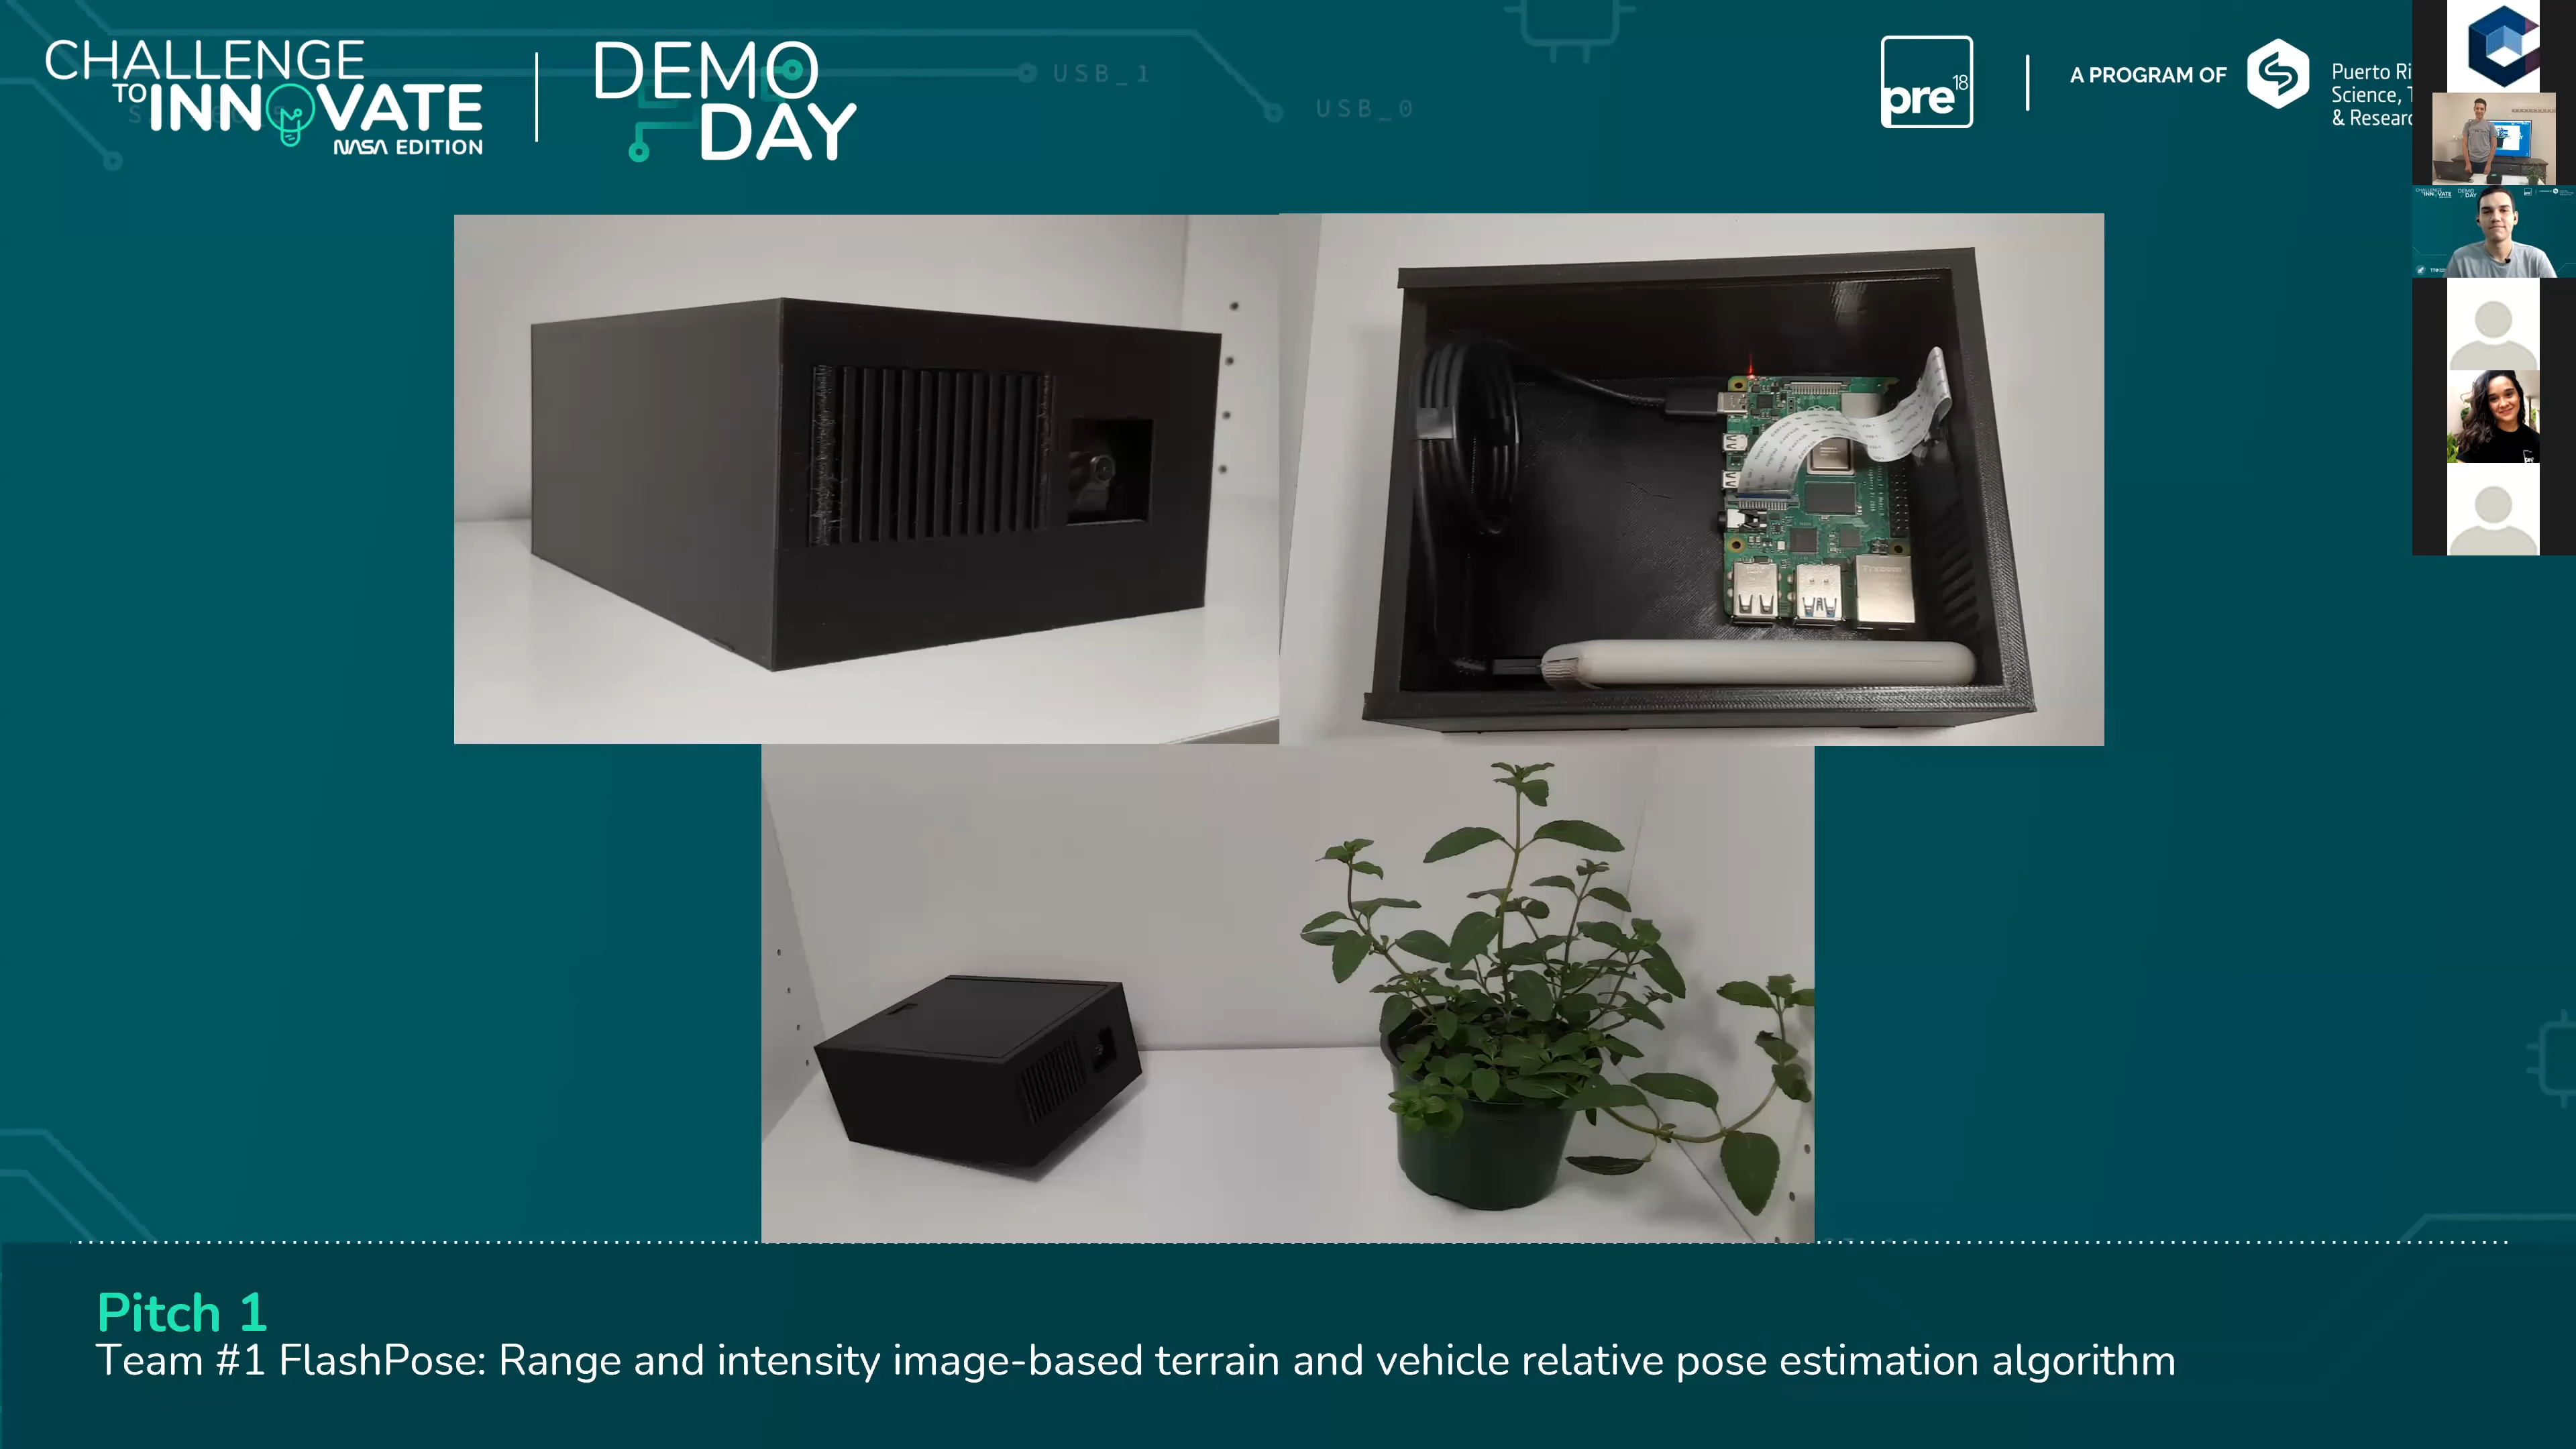 CHALLENGE
TO INNOVATE
NASA EDITION
DEMO
DAY
USB_1
USB_0
pre18
A PROGRAM OF
Puerto Ri
Science, T
& Researc
Pitch 1
Team #1 FlashPose: Range and intensity image-based terrain and vehicle relative pose estimation algorithm